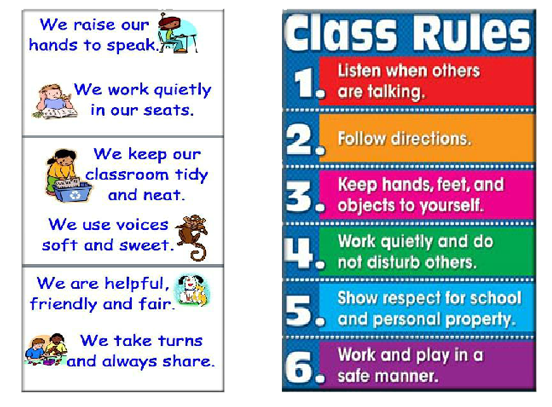 We raise our
hands to speak.
We work quietly
in our seats.
We keep our
classroom tidy
and neat.
We use voices
soft and sweet.
We are helpful,
friendly and fair.
We take turns
and always share.
Class Rules
1. Listen when others
are talking.
2. Follow directions.
3. Keep hands, feet, and
objects to yourself.
4. Work quietly and do
not disturb others.
5. Show respect for school
and personal property.
6. Work and play in a
safe manner.